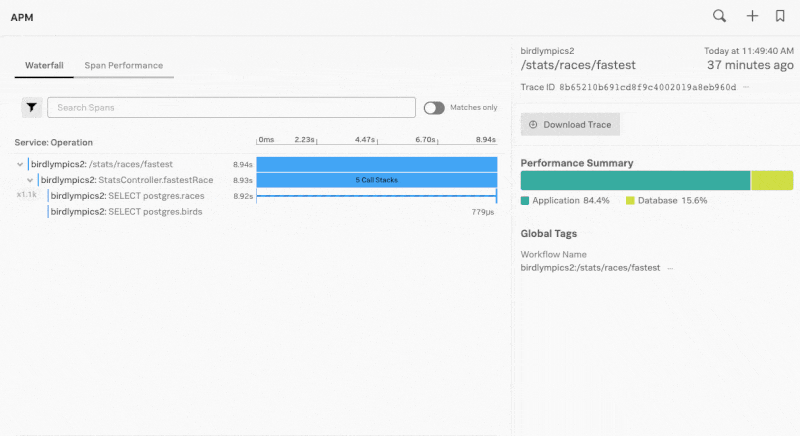 APM
Waterfall
Span Performance
Search Spans
Matches only
Service: Operation
0ms
2.23s
4.47s
6.70s
8.94s
birdlympics2: /stats/races/fastest
8.94s
birdlympics2: StatsController.fastestRace
8.93s
5 Call Stacks
x1.1k
birdlympics2: SELECT postgres.races
8.92s
birdlympics2: SELECT postgres.birds
779µs
birdlympics2
Today at 11:49:40 AM
/stats/races/fastest
37 minutes ago
Trace ID 8b65210b691cd8f9c4002019a8eb960d
Download Trace
Performance Summary
Application 84.4%
Database 15.6%
Global Tags
Workflow Name
birdlympics2:/stats/races/fastest